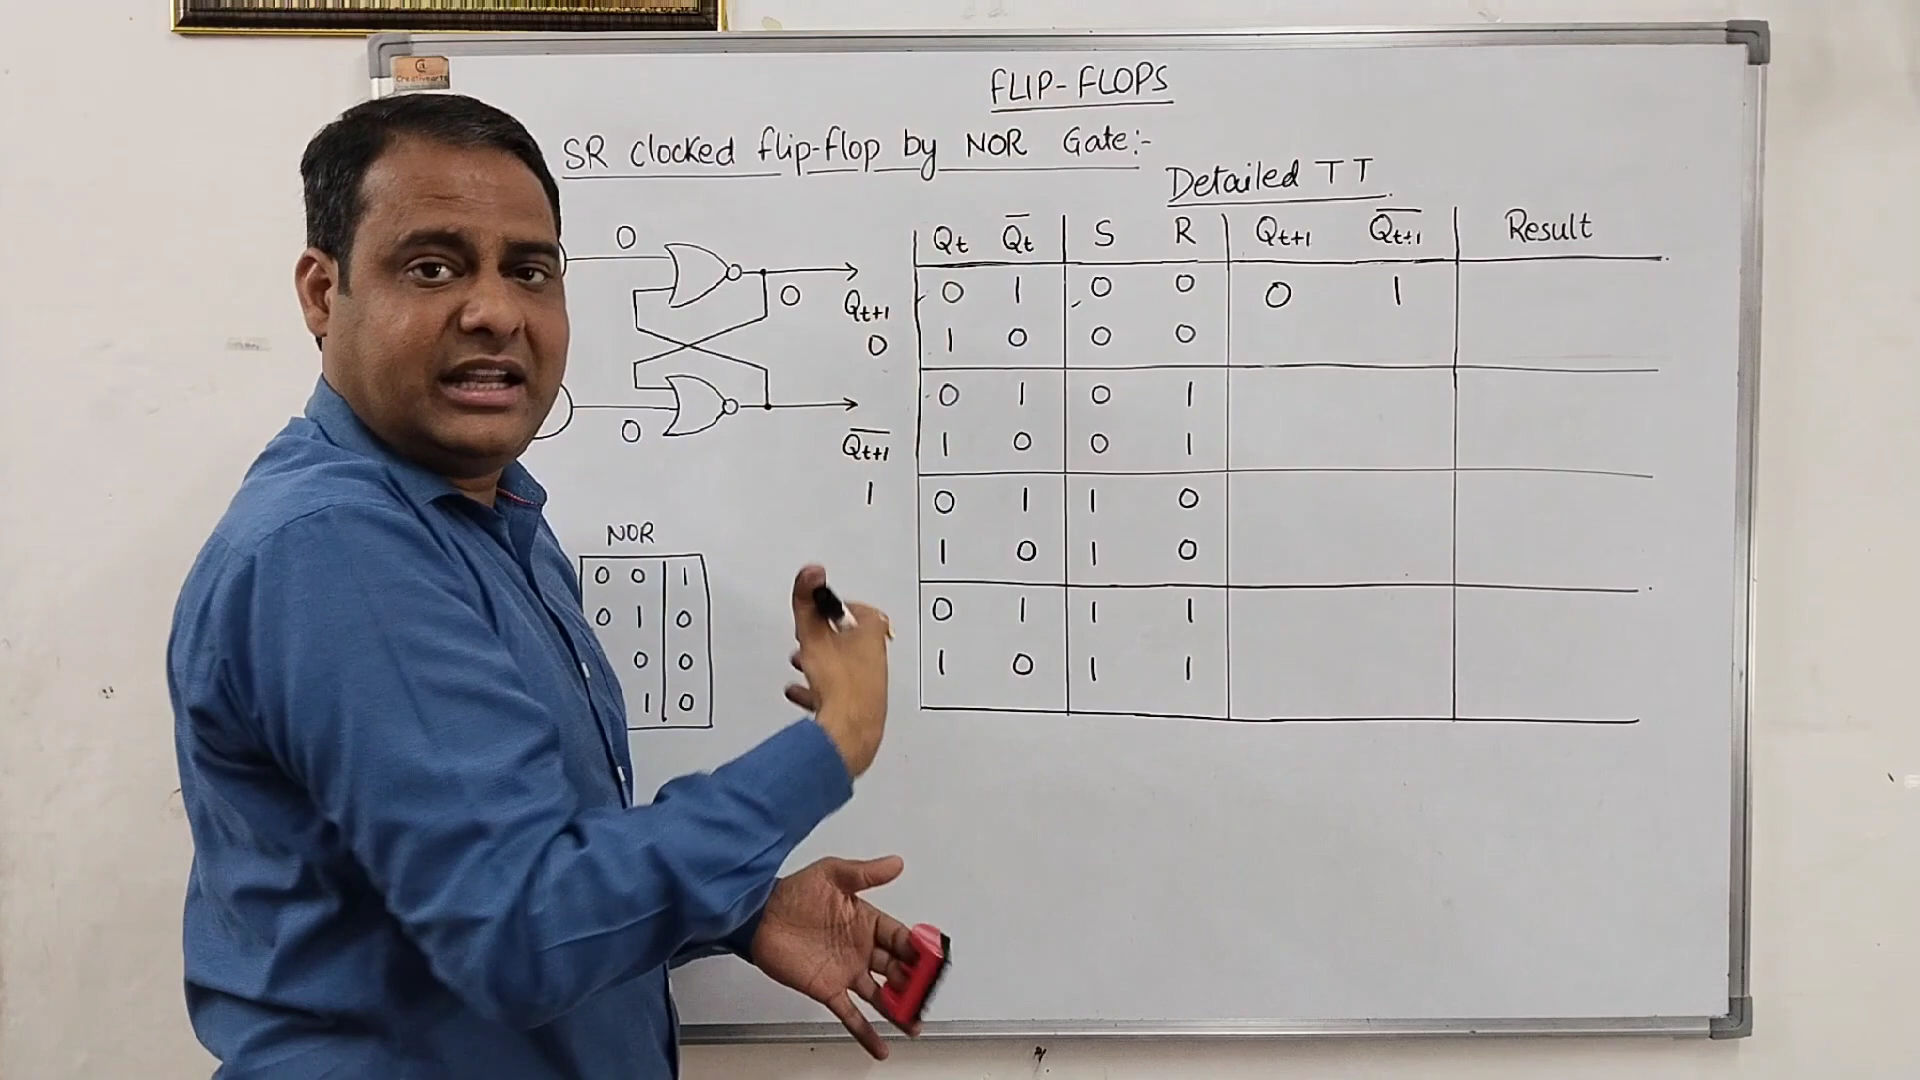 Creative arts
FLIP-FLOPS
SR clocked flip-flop by NOR Gate:-
Detailed TT
0
0
Qt+1
0
0
Q̅t+1
1
NOR
0 0 1
0 1 0
0 0
1 0
Qt Q̅t S R Qt+1 Q̅t+1 Result
0 1 0 0 0 1
1 0 0 0
0 1 0 1
1 0 0 1
0 1 1 0
1 0 1 0
0 1 1 1
1 0 1 1